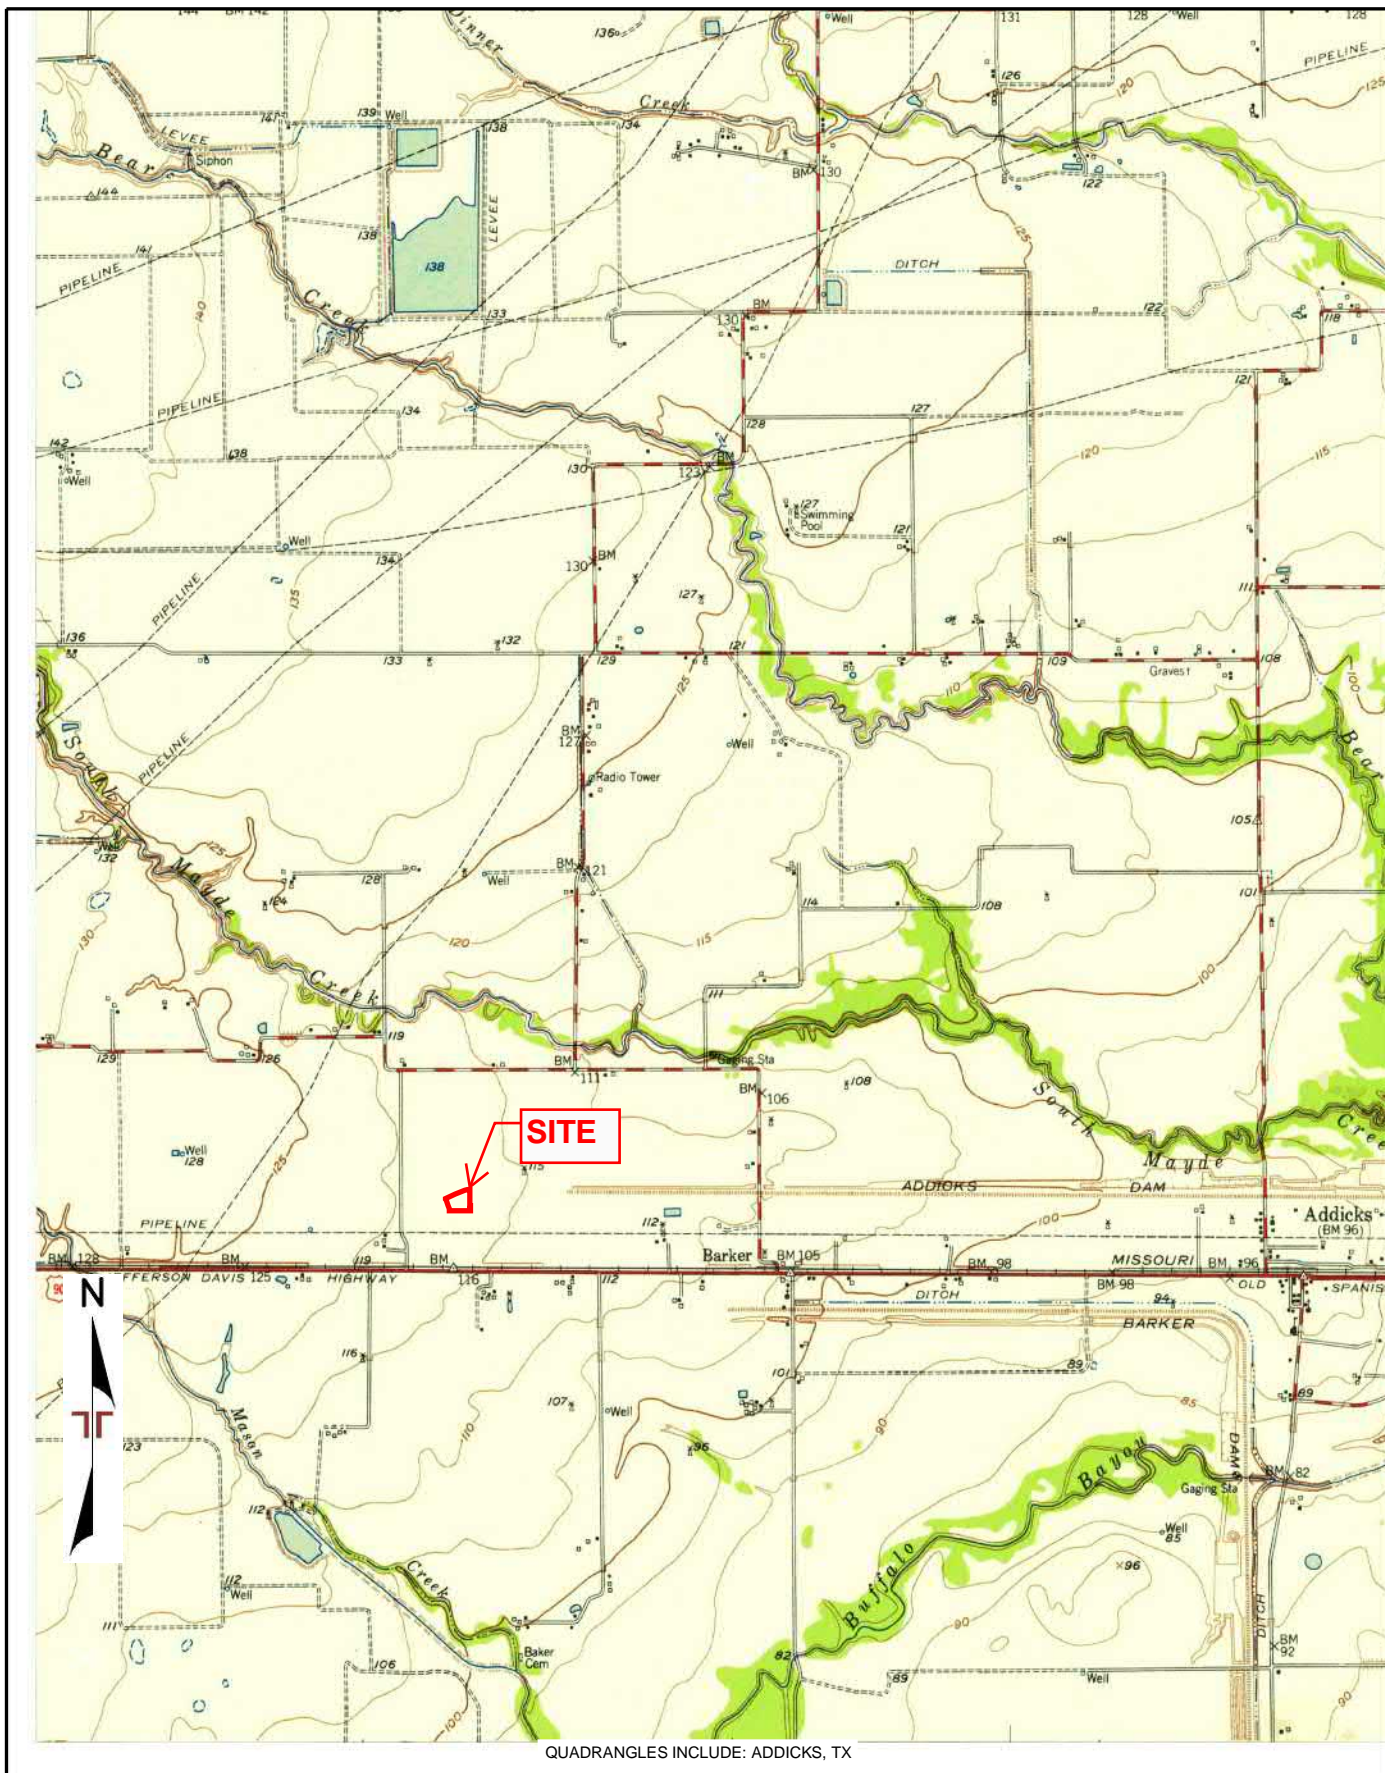 144 BM 142
136
Well
131
128
Well
128
Dinner
Creek
126
120
PIPELINE
125
141
139 Well
138
134
LEVEE
Siphon
Bear
144
BM 130
122
LEVEE
138
138
125
141
PIPELINE
DITCH
140
Creek
133
BM
130
122
118
121
PIPELINE
134
128
127
142
138
130
BM
123
120
115
Well
127
Swimming
Pool
121
Well
134
BM
130
PIPELINE
135
127
111
136
132
133
129
121
109
108
Gravest
125
110
100
South
PIPELINE
BM
127
Well
Bear
Radio Tower
105
125
Well
132
Mayde
BM 121
128
Well
101
124
114
108
130
120
115
100
Creek
111
119
129
126
Gaging Sta
BM
111
108
BM
106
South
SITE
Mayde
Creek
Well
128
125
115
ADDICKS DAM
PIPELINE
112
100
Addicks
(BM 96)
Barker
BM 128
BM
119
BM
BM 105
BM 98
MISSOURI
BM 96
90
FFERSON DAVIS 125 HIGHWAY
116
112
BM 98
OLD SPANIS
N
DITCH
94
BARKER
116
101
89
89
107
Well
85
Mason
110
96
90
123
DAM
Bayou
BM 82
Gaging Sta
112
Well
85
96
Buffalo
Creek
112
Well
111
90
DITCH
Baker
Cem
BM
92
106
82
89
Well
100
90
QUADRANGLES INCLUDE: ADDICKS, TX